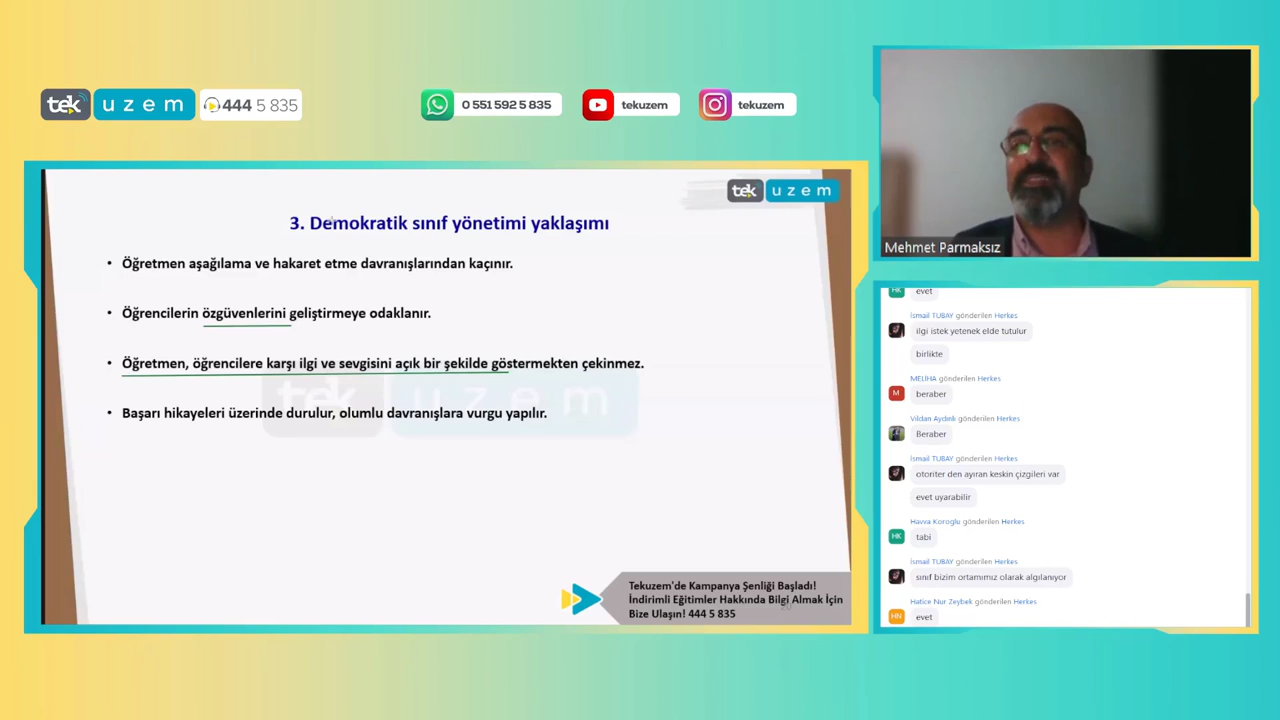 tek uzem 444 5 835
0 551 592 5 835
tekuzem
tekuzem
tek uzem
3. Demokratik sınıf yönetimi yaklaşımı
• Öğretmen aşağılama ve hakaret etme davranışlarından kaçınır.
• Öğrencilerin özgüvenlerini geliştirmeye odaklanır.
• Öğretmen, öğrencilere karşı ilgi ve sevgisini açık bir şekilde göstermekten çekinmez.
• Başarı hikayeleri üzerinde durulur, olumlu davranışlara vurgu yapılır.
tek uzem
Tekuzem'de Kampanya Şenliği Başladı!
İndirimli Eğitimler Hakkında Bilgi Almak İçin
Bize Ulaşın! 444 5 835
Mehmet Parmaksız
HK
evet
İsmail TUBAY gönderilen Herkes
ilgi istek yetenek elde tutulur
birlikte
MELİHA gönderilen Herkes
M
beraber
Vildan Aydınlı gönderilen Herkes
Beraber
İsmail TUBAY gönderilen Herkes
otoriter den ayıran keskin çizgileri var
evet uyarabilir
Havva Koroglu gönderilen Herkes
HK
tabi
İsmail TUBAY gönderilen Herkes
sınıf bizim ortamımız olarak algılanıyor
Hatice Nur Zeybek gönderilen Herkes
HN
evet